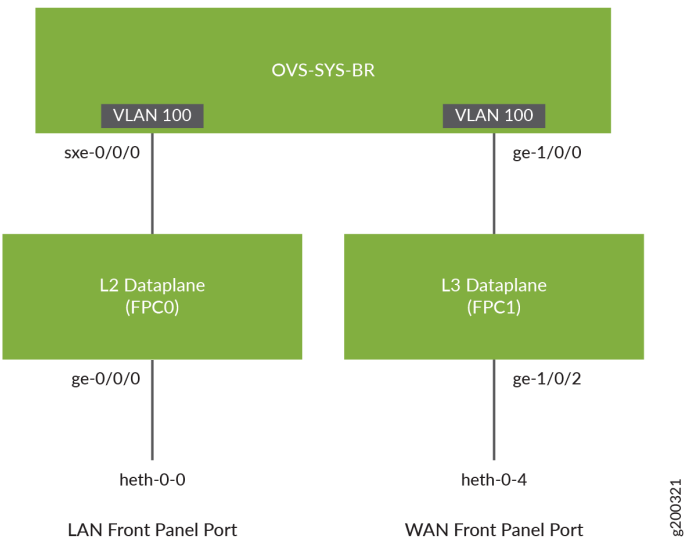 OVS-SYS-BR
VLAN 100
VLAN 100
sxe-0/0/0
ge-1/0/0
L2 Dataplane
(FPC0)
L3 Dataplane
(FPC1)
ge-0/0/0
ge-1/0/2
heth-0-0
heth-0-4
LAN Front Panel Port
WAN Front Panel Port
g200321